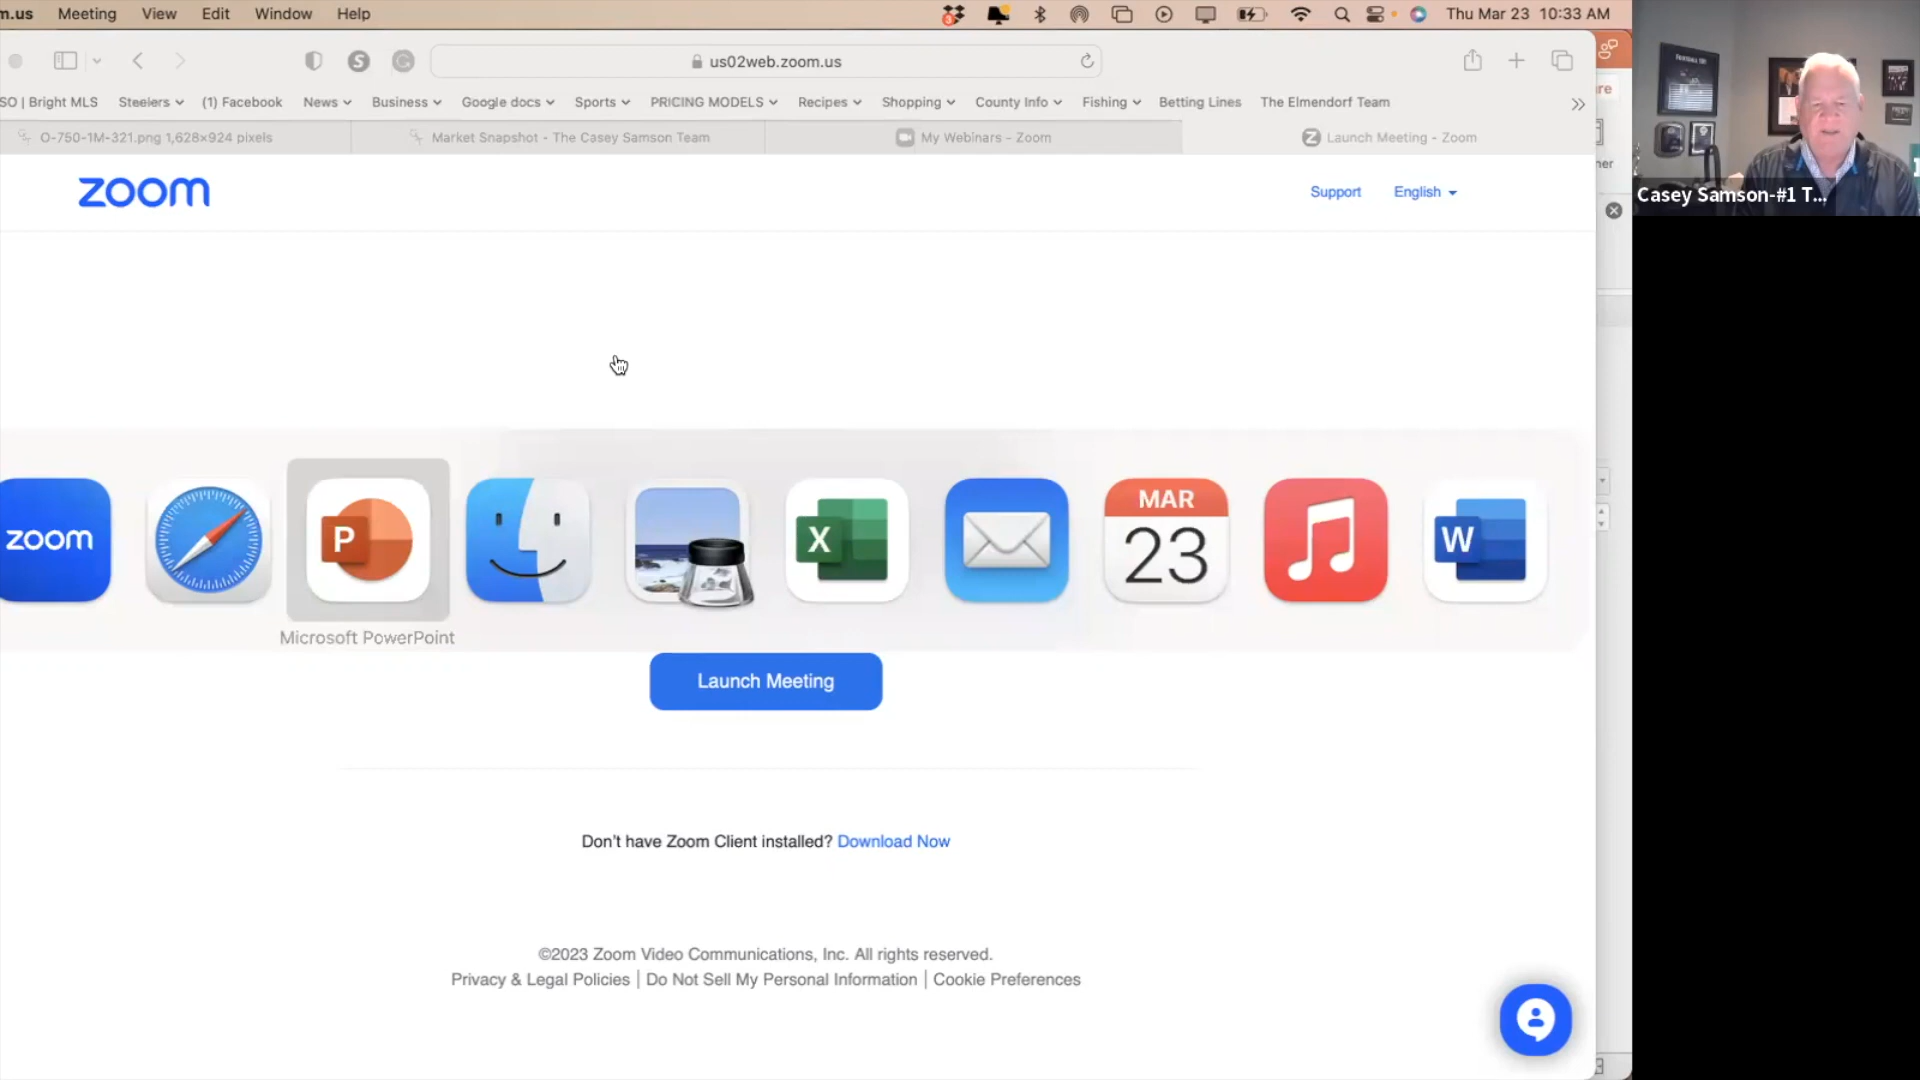 m.us Meeting View Edit Window Help 3 Thu Mar 23 10:33 AM
us02web.zoom.us
SO | Bright MLS Steelers (1) Facebook News Business Google docs Sports PRICING MODELS Recipes Shopping County Info Fishing Betting Lines The Elmendorf Team
O-750-1M-321.png 1,628×924 pixels Market Snapshot - The Casey Samson Team My Webinars - Zoom Launch Meeting - Zoom
re
ner
Casey Samson-#1 T...
zoom
Support English
zoom P X MAR 23 W
Microsoft PowerPoint
Launch Meeting
Don't have Zoom Client installed? Download Now
©2023 Zoom Video Communications, Inc. All rights reserved.
Privacy & Legal Policies | Do Not Sell My Personal Information | Cookie Preferences